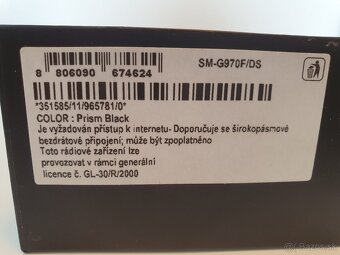 SM-G970F/DS
8 806090 674624
*351585/11/965781/0*
COLOR : Prism Black
Je vyžadován přístup k internetu- Doporučuje se širokopásmové
bezdrátové připojení; může být zpoplatněno
Toto rádiové zařízení lze
provozovat v rámci generální
licence č. GL-30/R/2000